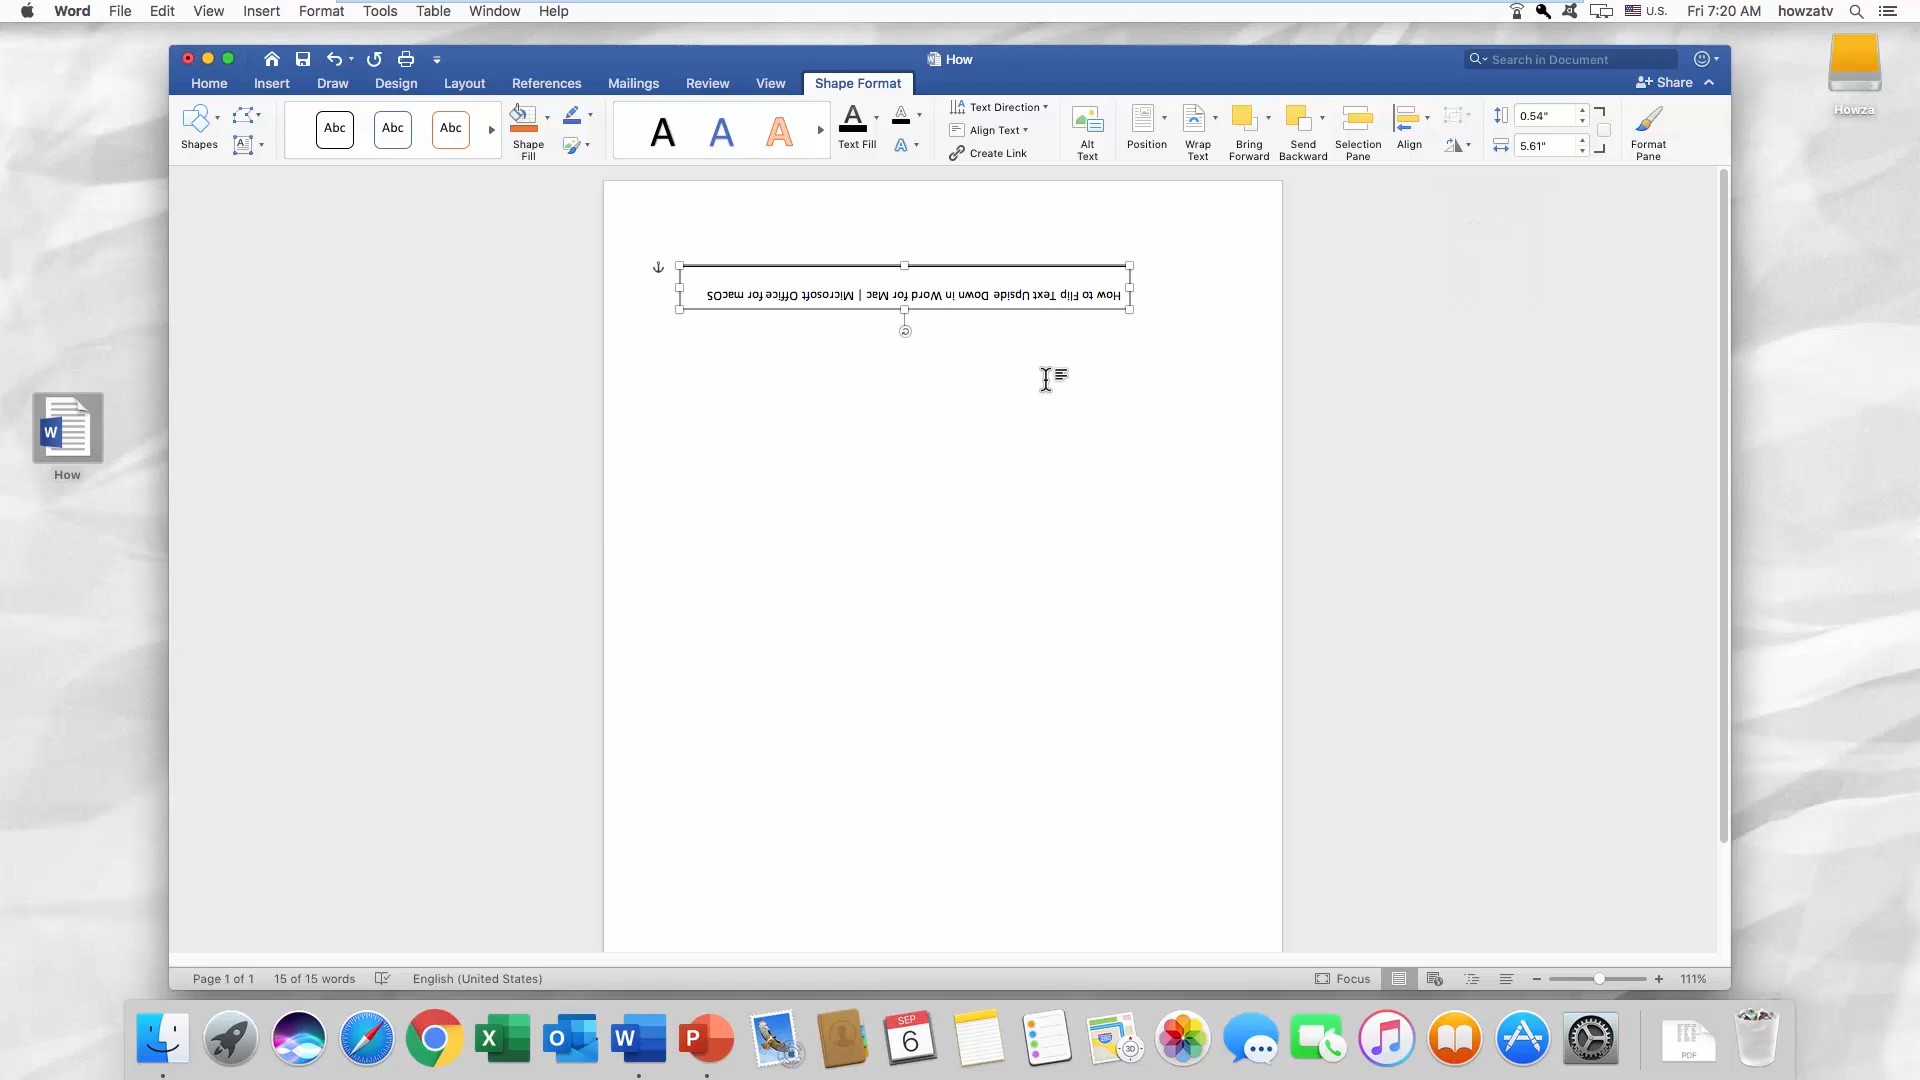 Word File Edit View Insert Format Tools Table Window Help U.S. Fri 7:20 AM howzatv
How Search in Document
Home Insert Draw Design Layout References Mailings Review View Shape Format Share
Abc Abc Abc A A A A A A
Shapes Shape Fill Text Fill
Text Direction
Align Text
Create Link
Alt Text Position Wrap Text Bring Forward Send Backward Selection Pane Align
0.54"
5.61"
Format Pane
Howza
How to Flip Text Upside Down in Word for Mac | Microsoft Office for macOS
W
How
Page 1 of 1 15 of 15 words English (United States) Focus 111%
X O W P SEP 6 3D PDF